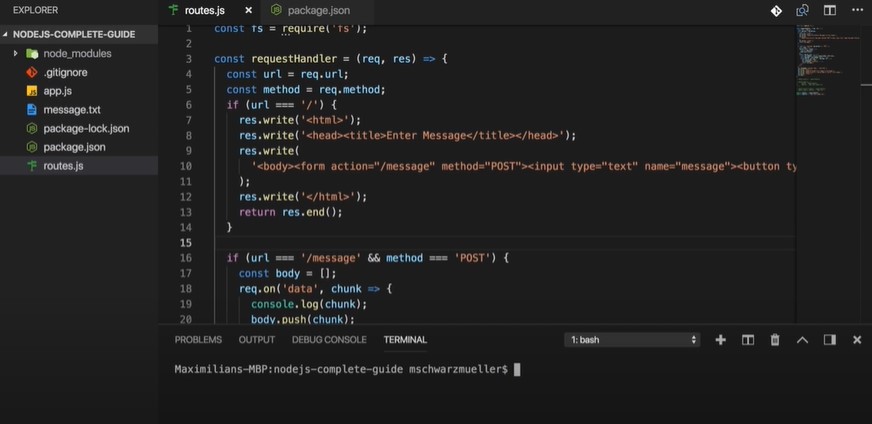 EXPLORER
NODEJS-COMPLETE-GUIDE
node_modules
.gitignore
app.js
message.txt
package-lock.json
package.json
routes.js
routes.js
package.json
1 const fs = require('fs');
2
3 const requestHandler = (req, res) => {
4 const url = req.url;
5 const method = req.method;
6 if (url === '/') {
7 res.write('<html>');
8 res.write('<head><title>Enter Message</title></head>');
9 res.write(
10 '<body><form action="/message" method="POST"><input type="text" name="message"><button ty
11 );
12 res.write('</html>');
13 return res.end();
14 }
15
16 if (url === '/message' && method === 'POST') {
17 const body = [];
18 req.on('data', chunk => {
19 console.log(chunk);
20 body.push(chunk);
PROBLEMS OUTPUT DEBUG CONSOLE TERMINAL 1: bash
Maximilians-MBP:nodejs-complete-guide mschwarzmueller$